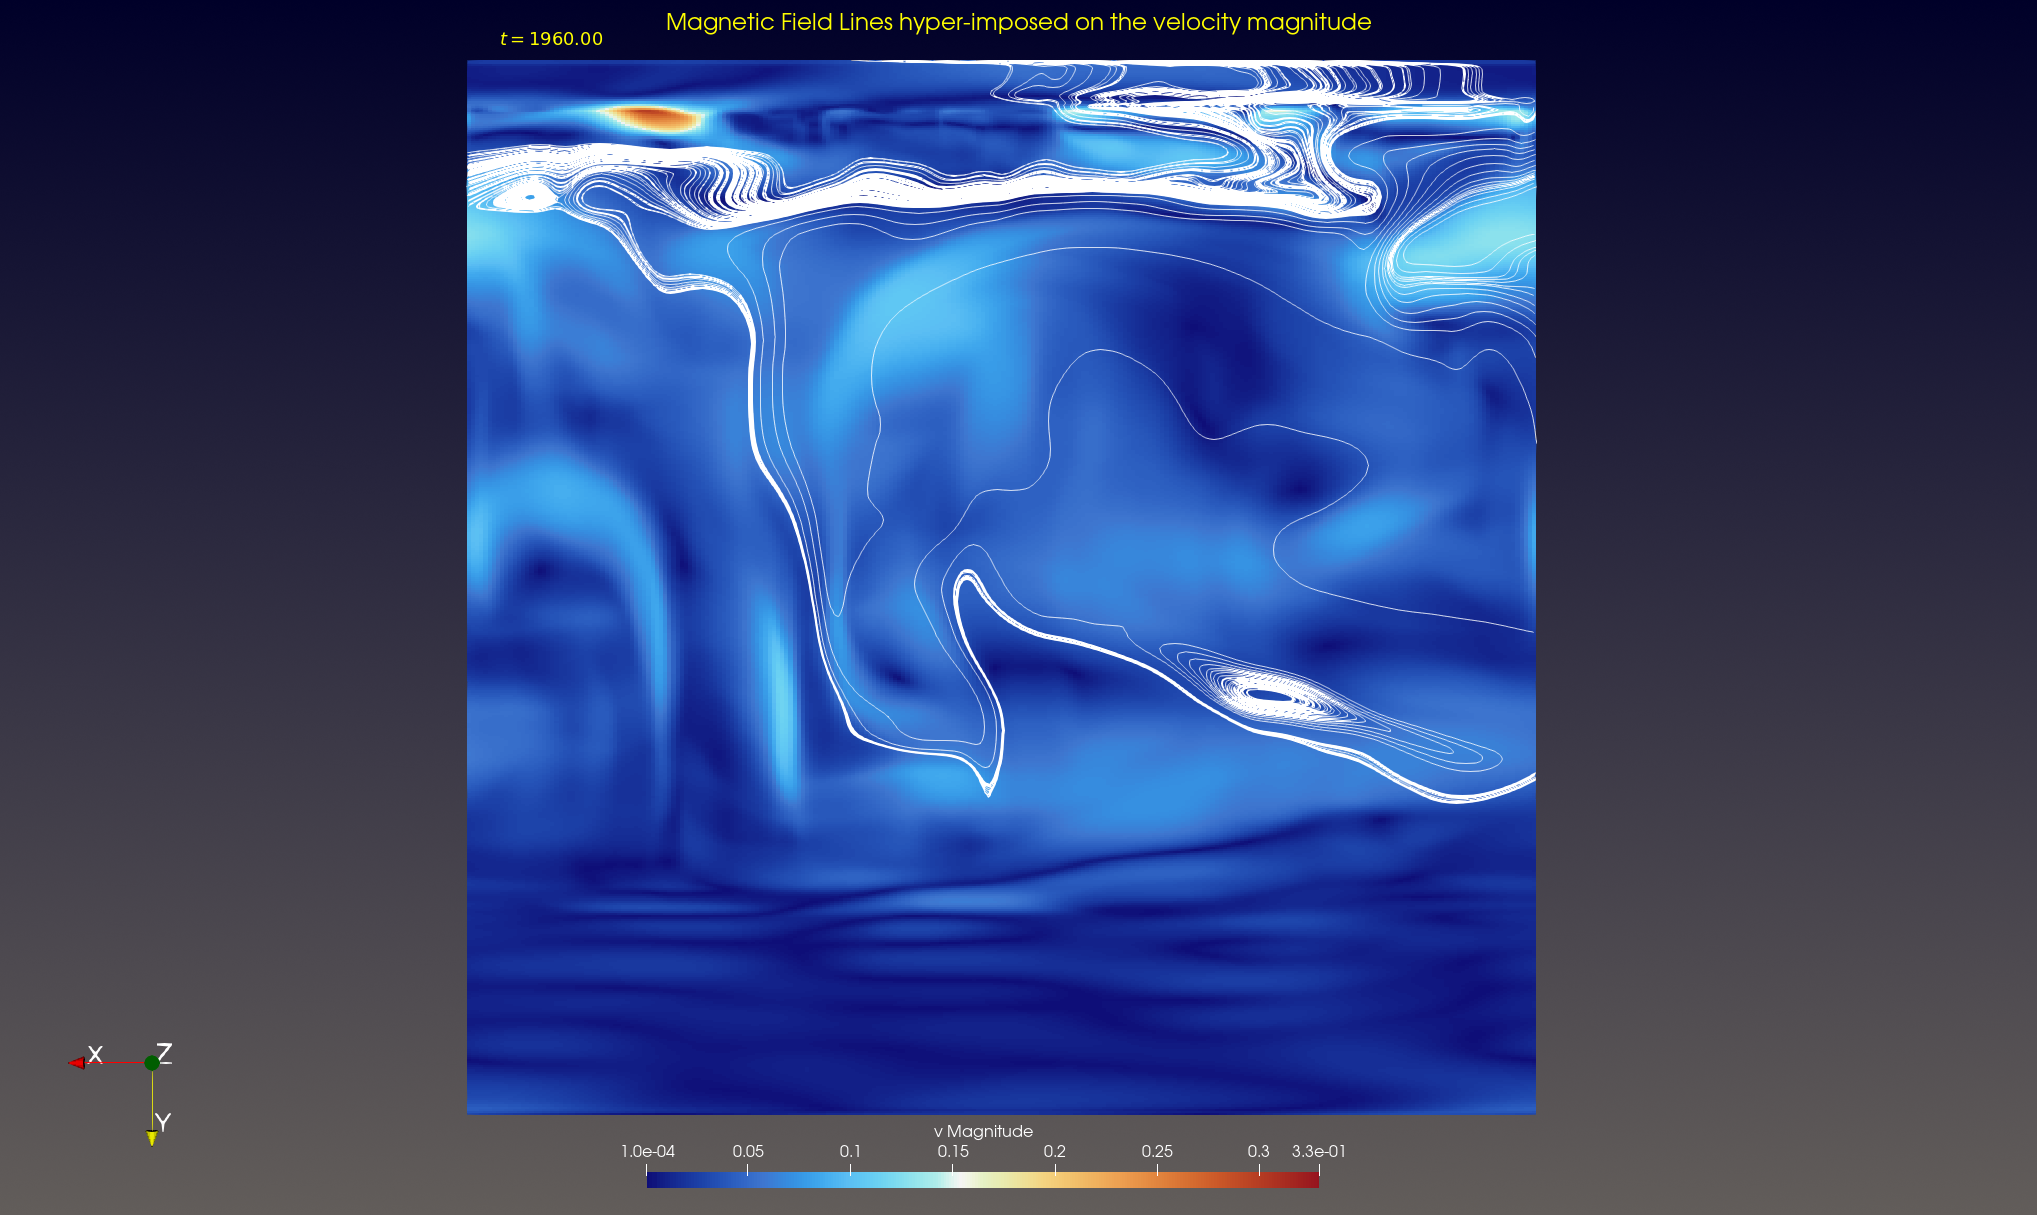 Magnetic Field Lines hyper-imposed on the velocity magnitude
t = 1960.00
X
Z
Y
v Magnitude
1.0e-04 0.05 0.1 0.15 0.2 0.25 0.3 3.3e-01